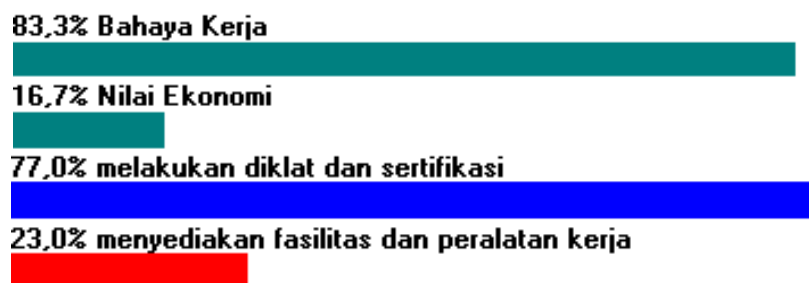 83,3% Bahaya Kerja
16,7% Nilai Ekonomi
77,0% melakukan diklat dan sertifikasi
23,0% menyediakan fasilitas dan peralatan kerja